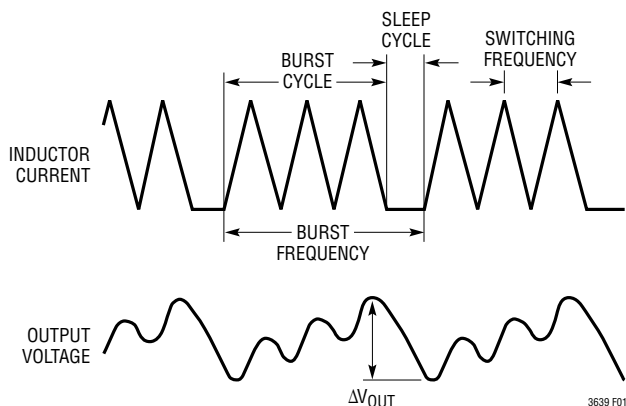 SLEEP
CYCLE
BURST
CYCLE
SWITCHING
FREQUENCY
INDUCTOR
CURRENT
BURST
FREQUENCY
OUTPUT
VOLTAGE
ΔVOUT
3639 F01